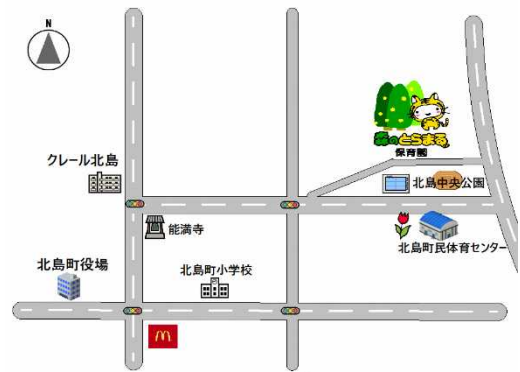 N
森のとらまる
保育園
クレール北島
北島中央公園
能満寺
北島町民体育センター
北島町役場
北島町小学校
M